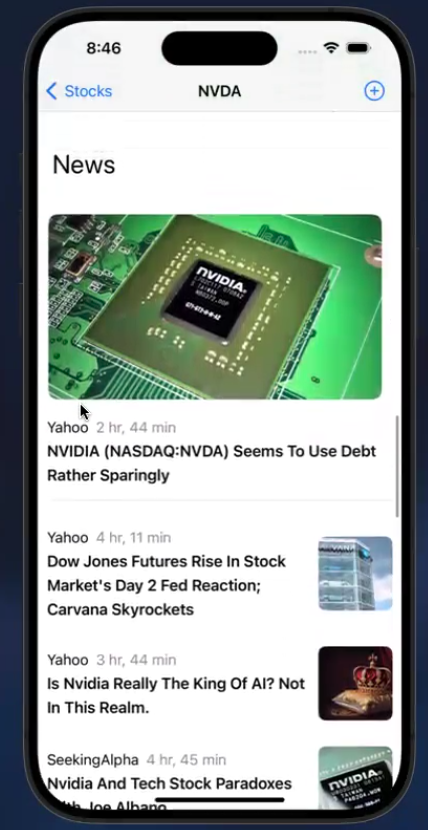 8:46
Stocks
NVDA
News
NVIDIA
Yahoo 2 hr, 44 min
NVIDIA (NASDAQ:NVDA) Seems To Use Debt
Rather Sparingly
Yahoo 4 hr, 11 min
Dow Jones Futures Rise In Stock
Market's Day 2 Fed Reaction;
Carvana Skyrockets
Yahoo 3 hr, 44 min
Is Nvidia Really The King Of AI? Not
In This Realm.
SeekingAlpha 4 hr, 45 min
Nvidia And Tech Stock Paradoxes
With Joe Albano
NVIDIA